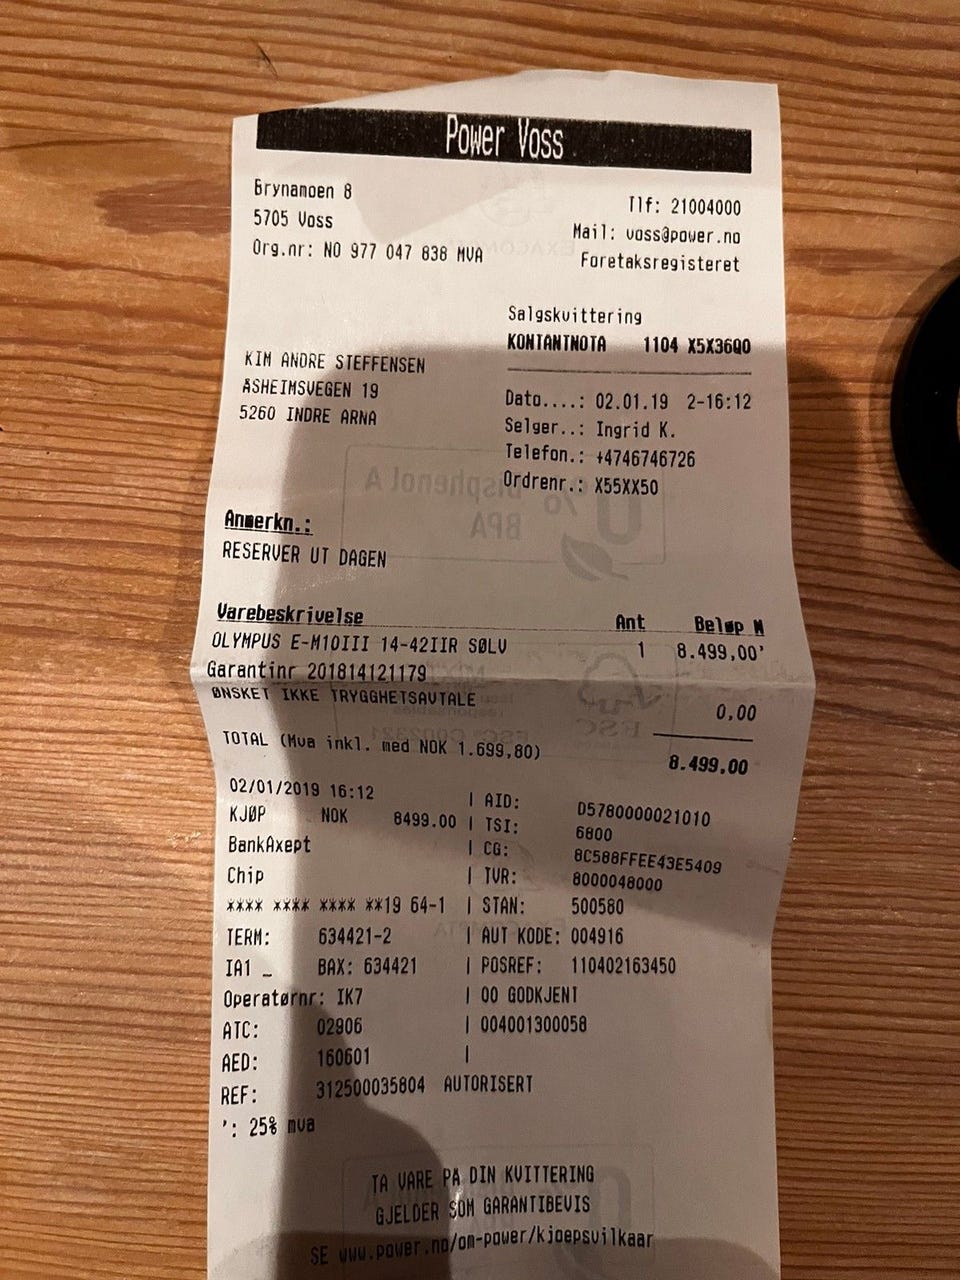 Power Voss
Brynamoen 8
5705 Voss
Org.nr: NO 977 047 838 MVA
Tlf: 21004000
Mail: voss@power.no
Foretaksregisteret
Salgskvittering
KONTANTNOTA 1104 X5X36Q0
KIM ANDRE STEFFENSEN
ÅSHEIMSVEGEN 19
5260 INDRE ARNA
Dato....: 02.01.19 2-16:12
Selger..: Ingrid K.
Telefon.: +4746746726
Ordrenr.: X55XX50
Anmerkn.:
RESERVER UT DAGEN
Varebeskrivelse Ant Beløp N
OLYMPUS E-M10III 14-42IIR SØLV 1 8.499,00'
Garantinr 201814121179
ØNSKET IKKE TRYGGHETSAVTALE 0,00
TOTAL (Mva inkl. med NOK 1.699,80) 8.499,00
02/01/2019 16:12 | AID: D5780000021010
KJØP NOK 8499.00 | TSI: 6800
BankAxept | CG: 8C588FFEE43E5409
Chip | TVR: 8000048000
**** **** **** **19 64-1 | STAN: 500580
TERM: 634421-2 | AUT KODE: 004916
IA1 _ BAX: 634421 | POSREF: 110402163450
Operatørnr: IK7 | 00 GODKJENT
ATC: 02906 | 004001300058
AED: 160601 |
REF: 312500035804 AUTORISERT
': 25% mva
TA VARE PÅ DIN KVITTERING
GJELDER SOM GARANTIBEVIS
SE www.power.no/om-power/kjoepsvilkaar